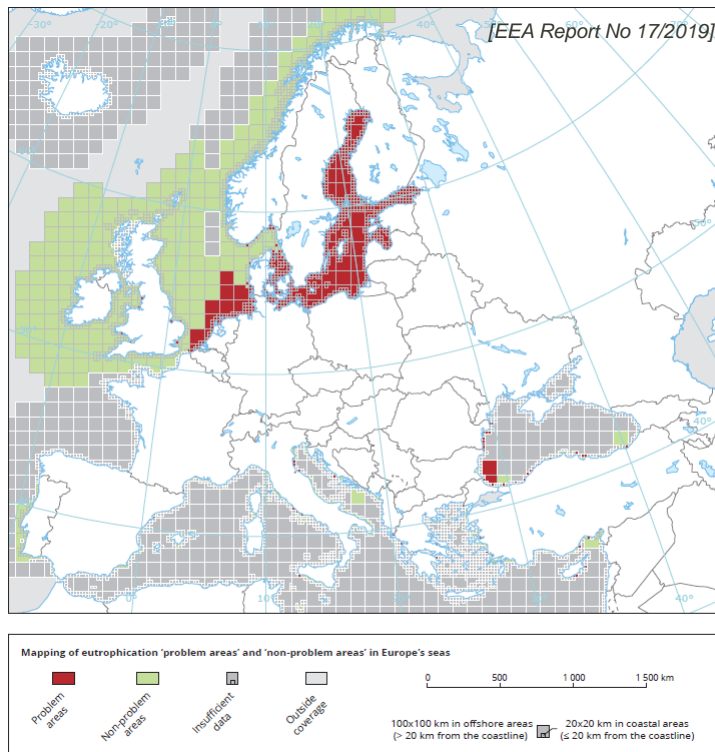 [EEA Report No 17/2019]
-30°
-20°
60°
70°
0°
10°
40°
Mapping of eutrophication 'problem areas' and 'non-problem areas' in Europe's seas
Problem
areas
Non-problem
areas
Insufficient
data
Outside
coverage
0 500 1 000 1 500 km
100x100 km in offshore areas
(> 20 km from the coastline)
20x20 km in coastal areas
(≤ 20 km from the coastline)